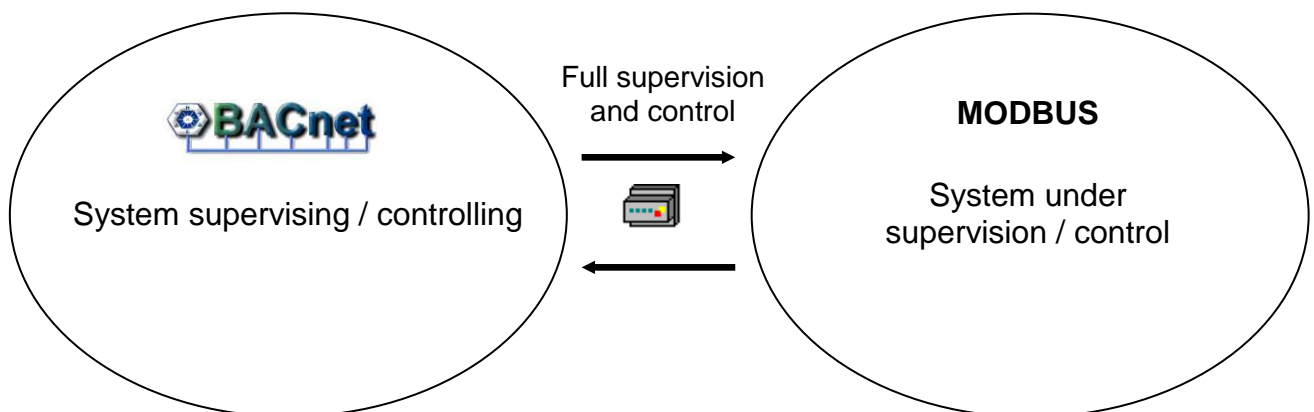 BACnet
System supervising / controlling
Full supervision
and control
MODBUS
System under
supervision / control